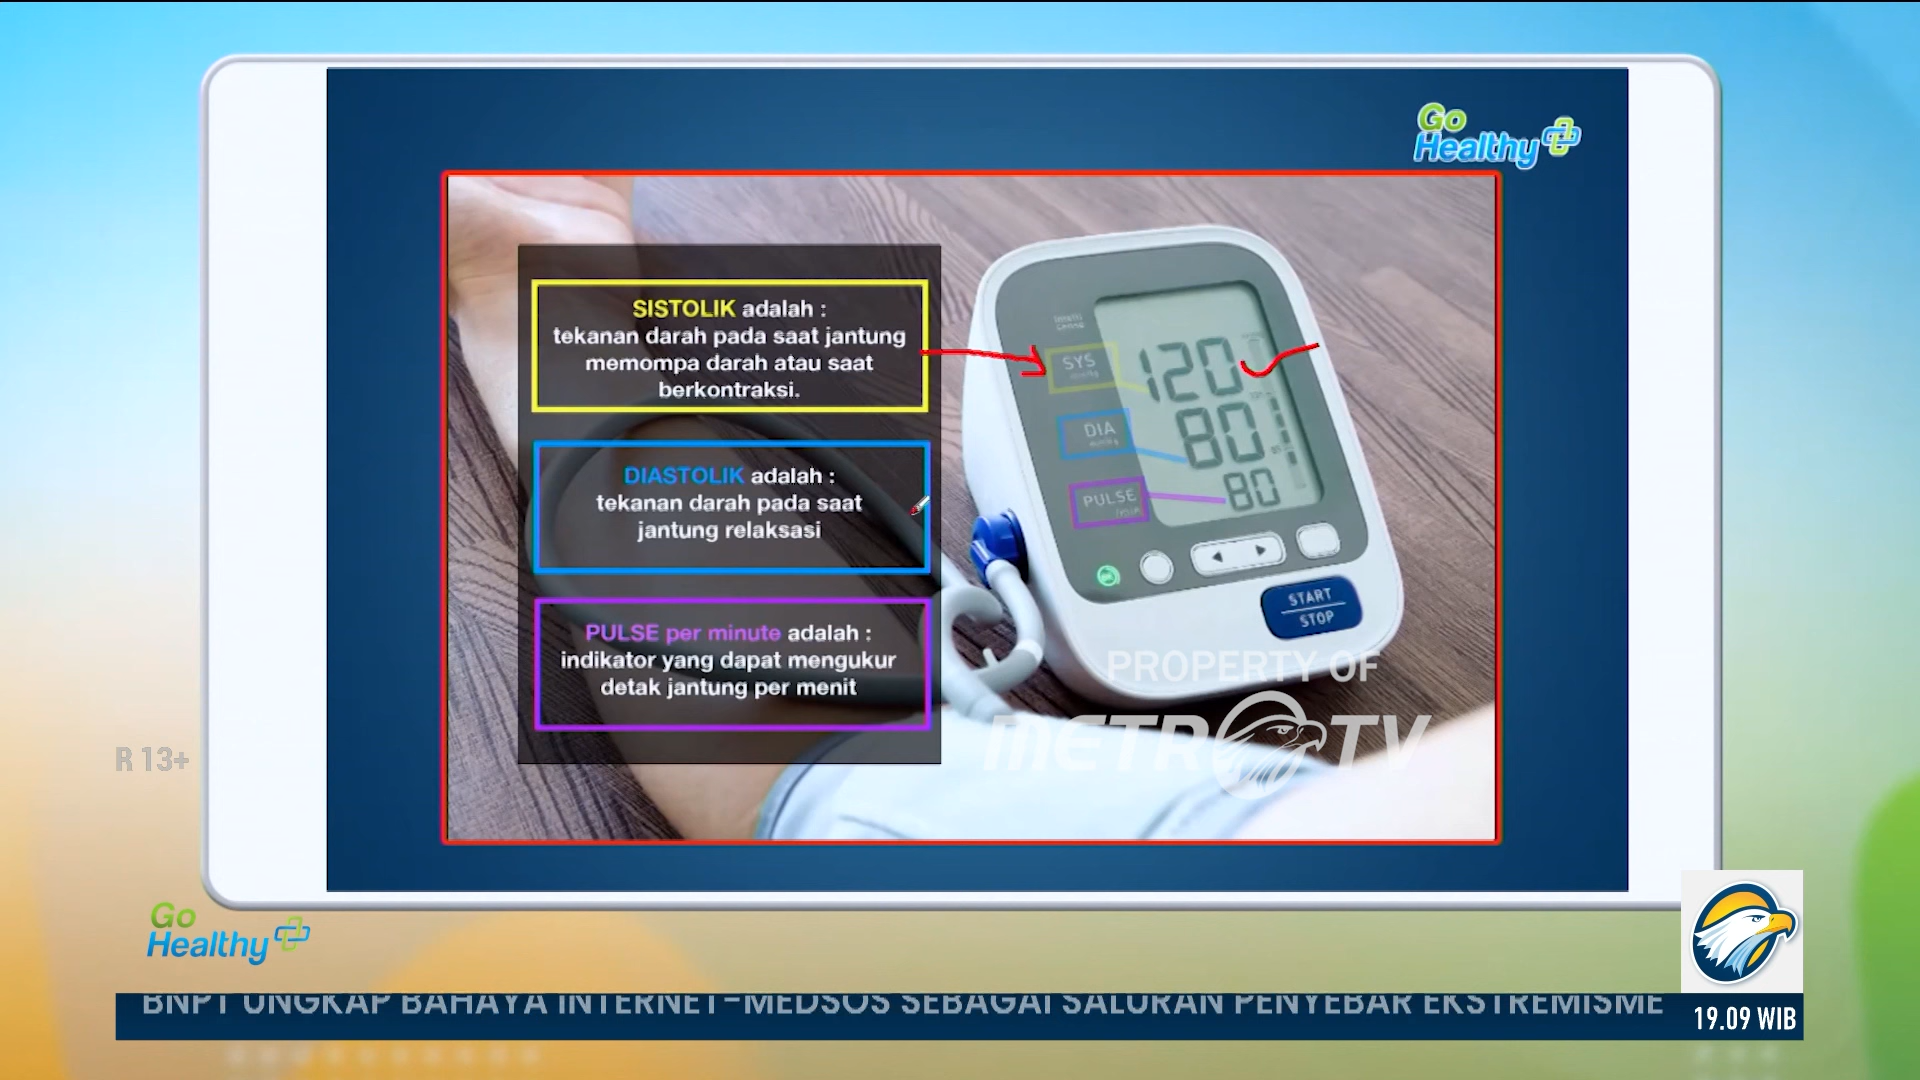 Go
Healthy
SISTOLIK adalah :
tekanan darah pada saat jantung
memompa darah atau saat
berkontraksi.
DIASTOLIK adalah :
tekanan darah pada saat
jantung relaksasi
PULSE per minute adalah :
indikator yang dapat mengukur
detak jantung per menit
SYS
120
DIA
80
PULSE
80
START
STOP
PROPERTY OF
METRO TV
R 13+
Go
Healthy
BNPT UNGKAP BAHAYA INTERNET-MEDSOS SEBAGAI SALURAN PENYEBAR EKSTREMISME
19.09 WIB